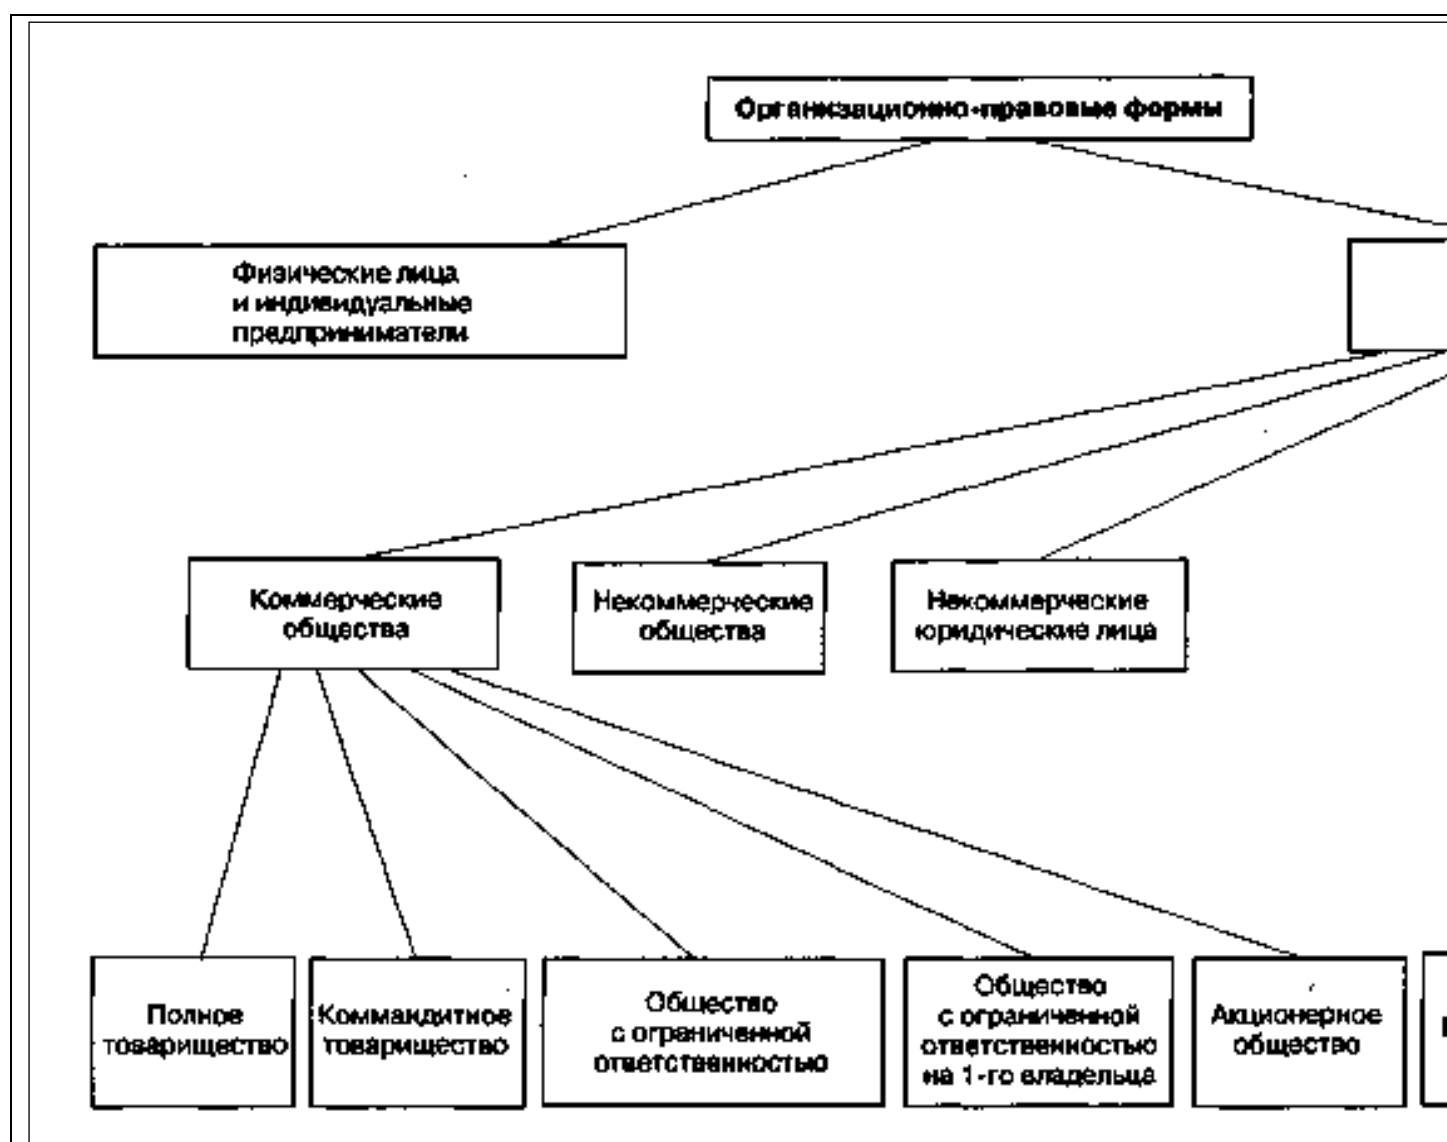 Организационно-правовые формы
Физические лица
и индивидуальные
предприниматели
Коммерческие
общества
Некоммерческие
общества
Некоммерческие
юридические лица
Полное
товарищество
Коммандитное
товарищество
Общество
с ограниченной
ответственностью
Общество
с ограниченной
ответственностью
на 1-го владельца
Акционерное
общество